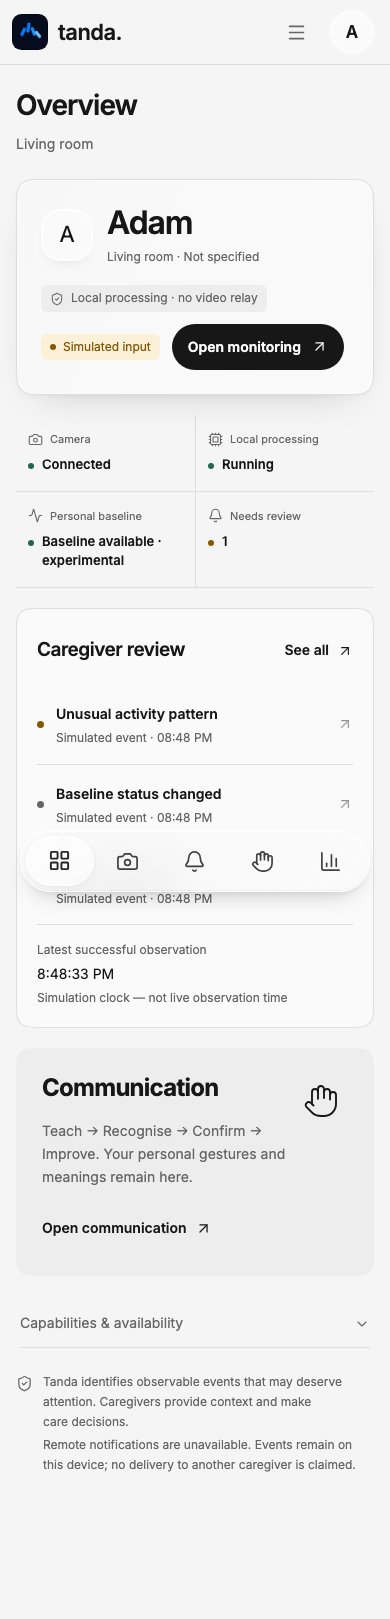 tanda.
A
Overview
Living room
A
Adam
Living room · Not specified
Local processing · no video relay
Simulated input
Open monitoring
Camera
Connected
Local processing
Running
Personal baseline
Baseline available ·
experimental
Needs review
1
Caregiver review
See all
Unusual activity pattern
Simulated event · 08:48 PM
Baseline status changed
Simulated event · 08:48 PM
Simulated event · 08:48 PM
Latest successful observation
8:48:33 PM
Simulation clock — not live observation time
Communication
Teach → Recognise → Confirm →
Improve. Your personal gestures and
meanings remain here.
Open communication
Capabilities & availability
Tanda identifies observable events that may deserve
attention. Caregivers provide context and make
care decisions.
Remote notifications are unavailable. Events remain on
this device; no delivery to another caregiver is claimed.